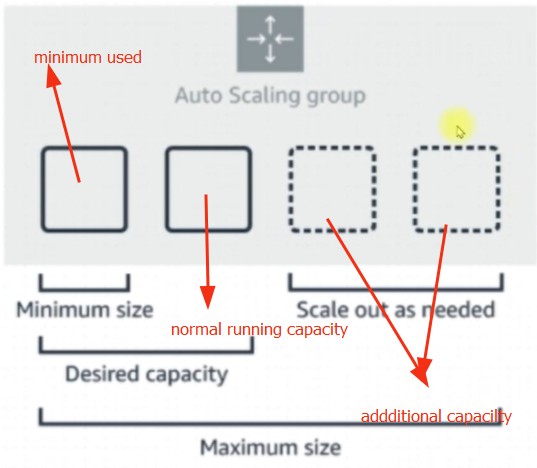 minimum used
Auto Scaling group
Minimum size
Scale out as needed
normal running capacity
Desired capacity
addditional capacility
Maximum size